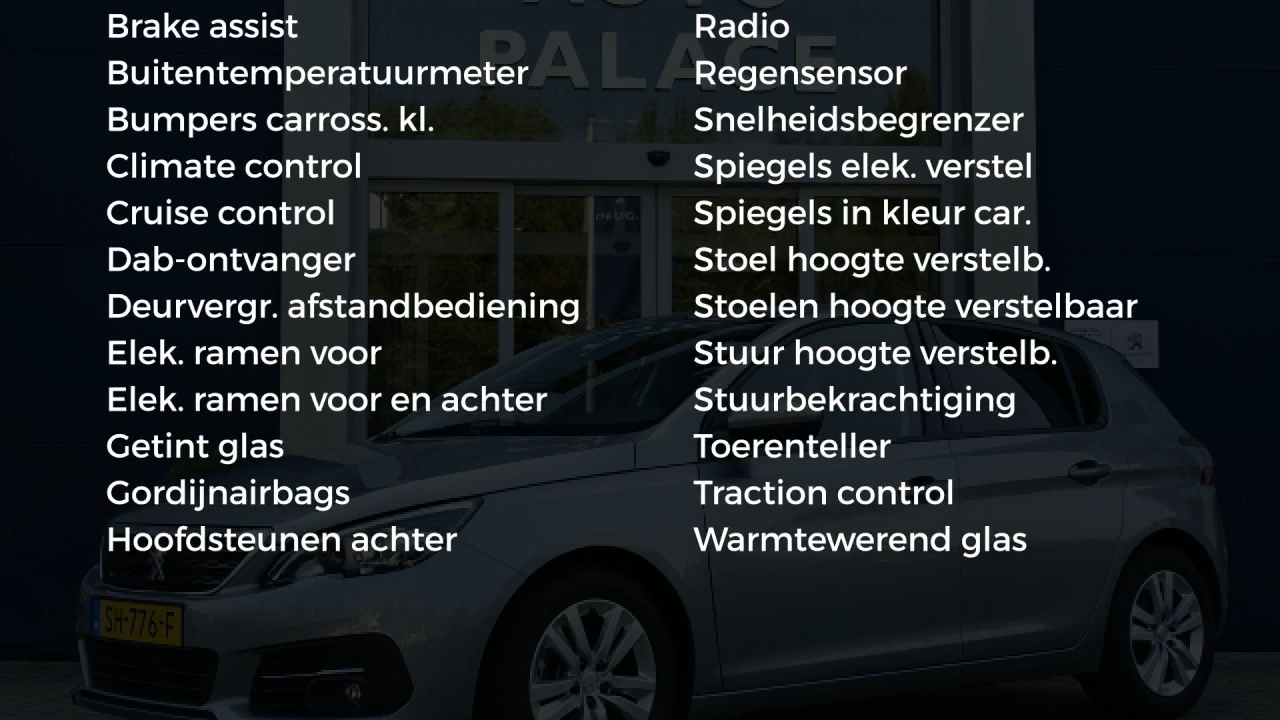 AUTO
PALACE
Brake assist
Buitentemperatuurmeter
Bumpers carross. kl.
Climate control
Cruise control
Dab-ontvanger
Deurvergr. afstandbediening
Elek. ramen voor
Elek. ramen voor en achter
Getint glas
Gordijnairbags
Hoofdsteunen achter
Radio
Regensensor
Snelheidsbegrenzer
Spiegels elek. verstel
Spiegels in kleur car.
Stoel hoogte verstelb.
Stoelen hoogte verstelbaar
Stuur hoogte verstelb.
Stuurbekrachtiging
Toerenteller
Traction control
Warmtewerend glas
SH-776-F